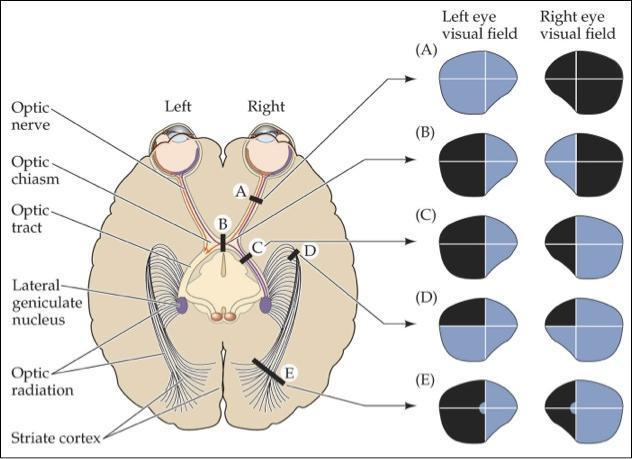 Left eye
visual field
Right eye
visual field
(A)
Left
Right
Optic
nerve
Optic
chiasm
Optic
tract
Lateral
geniculate
nucleus
Optic
radiation
Striate cortex
A
B
C
D
E
(B)
(C)
(D)
(E)